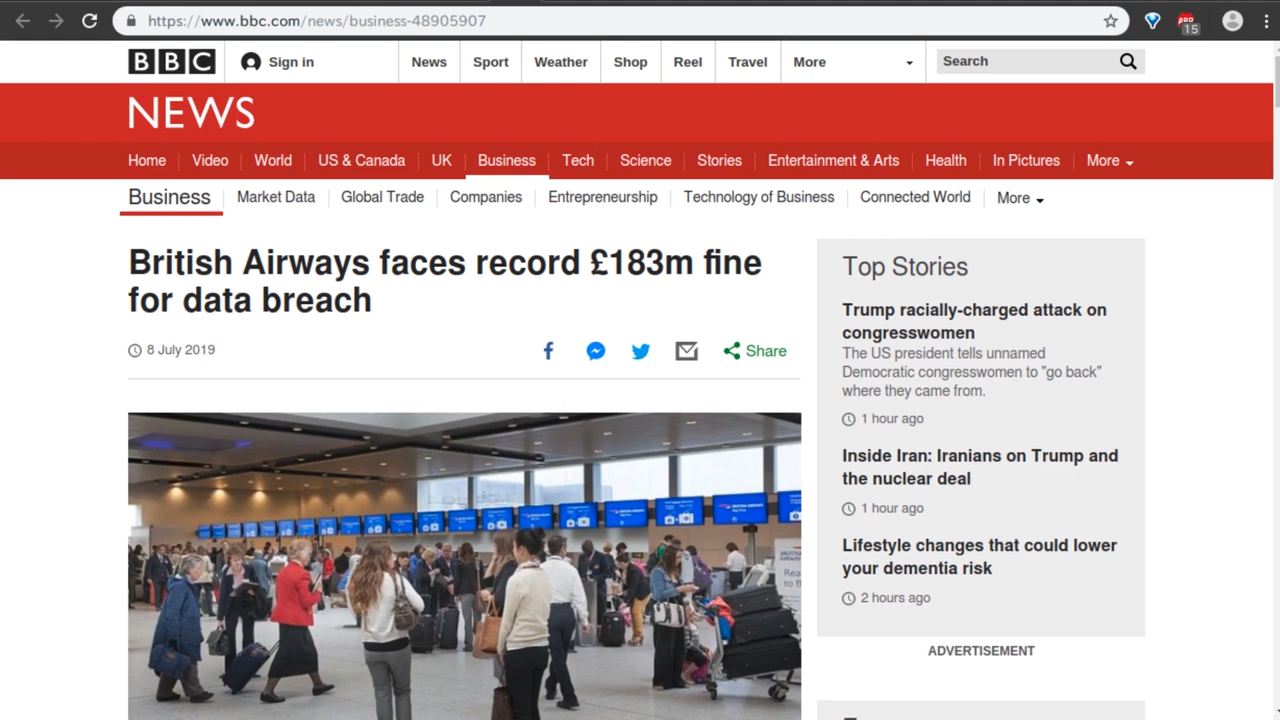 https://www.bbc.com/news/business-48905907
15
BBC
Sign in
News
Sport
Weather
Shop
Reel
Travel
More
Search
NEWS
Home
Video
World
US & Canada
UK
Business
Tech
Science
Stories
Entertainment & Arts
Health
In Pictures
More
Business
Market Data
Global Trade
Companies
Entrepreneurship
Technology of Business
Connected World
More
British Airways faces record £183m fine
for data breach
8 July 2019
Share
Top Stories
Trump racially-charged attack on
congresswomen
The US president tells unnamed
Democratic congresswomen to "go back"
where they came from.
1 hour ago
Inside Iran: Iranians on Trump and
the nuclear deal
1 hour ago
Lifestyle changes that could lower
your dementia risk
2 hours ago
ADVERTISEMENT